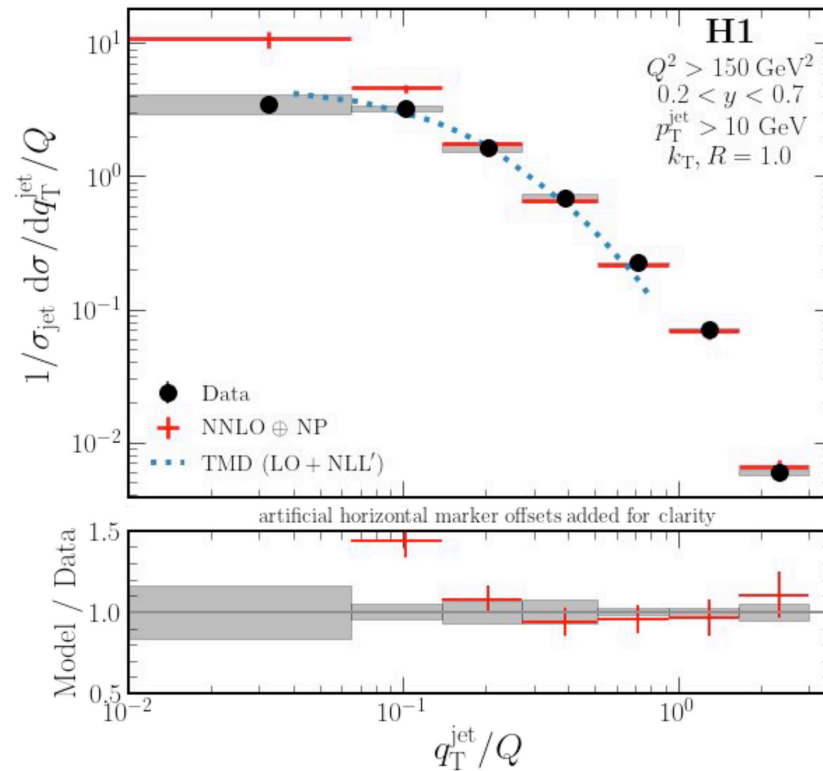 H1
Q² > 150 GeV²
0.2 < y < 0.7
p_T^jet > 10 GeV
k_T, R = 1.0
1/σ_jet dσ/dq_T^jet/Q
10¹
10⁰
10⁻¹
10⁻²
Data
NNLO ⊕ NP
TMD (LO + NLL′)
artificial horizontal marker offsets added for clarity
Model / Data
1.5
1.0
0.5
10⁻² 10⁻¹ 10⁰
q_T^jet/Q